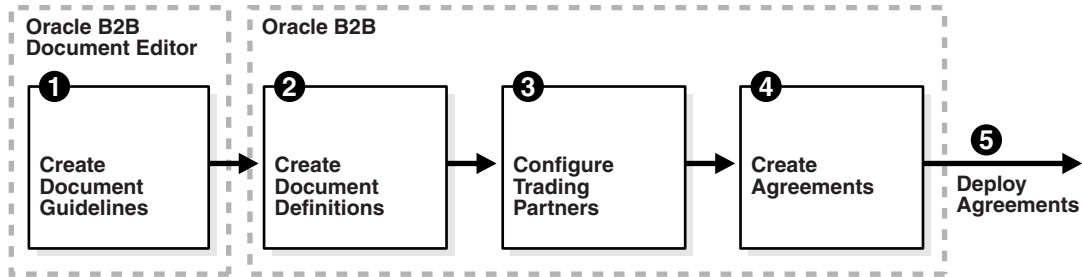 Oracle B2B
Document Editor
Oracle B2B
1
Create
Document
Guidelines
2
Create
Document
Definitions
3
Configure
Trading
Partners
4
Create
Agreements
5
Deploy
Agreements